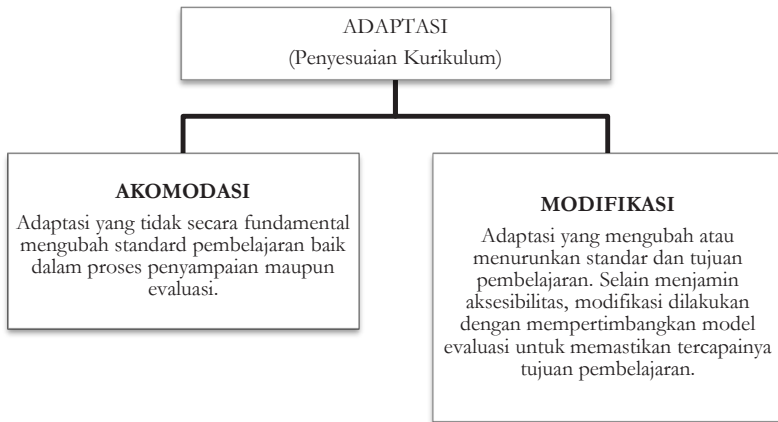 ADAPTASI
(Penyesuaian Kurikulum)
AKOMODASI
Adaptasi yang tidak secara fundamental
mengubah standard pembelajaran baik
dalam proses penyampaian maupun
evaluasi.
MODIFIKASI
Adaptasi yang mengubah atau
menurunkan standar dan tujuan
pembelajaran. Selain menjamin
aksesibilitas, modifikasi dilakukan
dengan mempertimbangkan model
evaluasi untuk memastikan tercapainya
tujuan pembelajaran.